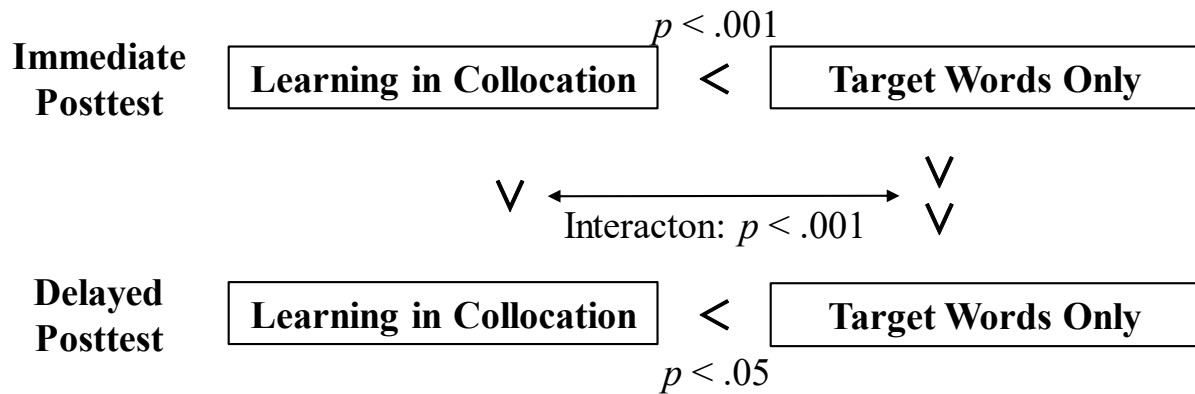 p < .001
Immediate
Posttest
Learning in Collocation
<
Target Words Only
Interacton: p < .001
Delayed
Posttest
Learning in Collocation
<
Target Words Only
p < .05